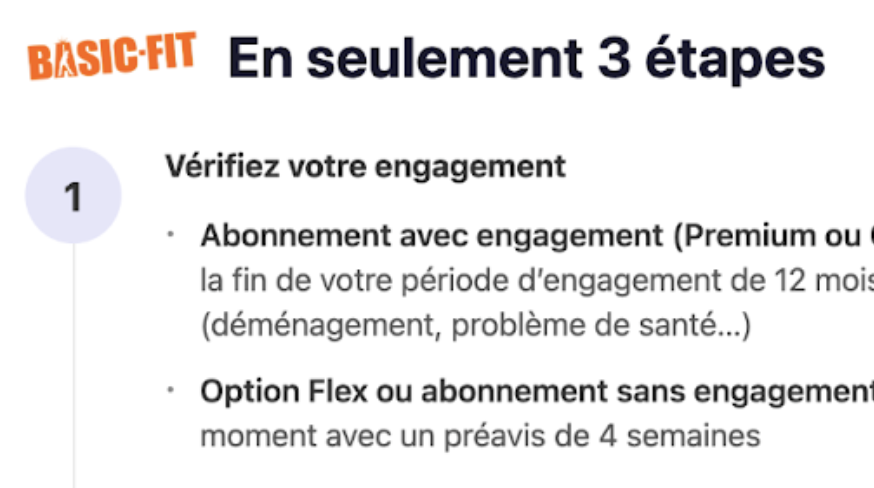 BASIC-FIT En seulement 3 étapes
Vérifiez votre engagement
1
· Abonnement avec engagement (Premium ou
la fin de votre période d’engagement de 12 mois
(déménagement, problème de santé...)
· Option Flex ou abonnement sans engagement
moment avec un préavis de 4 semaines